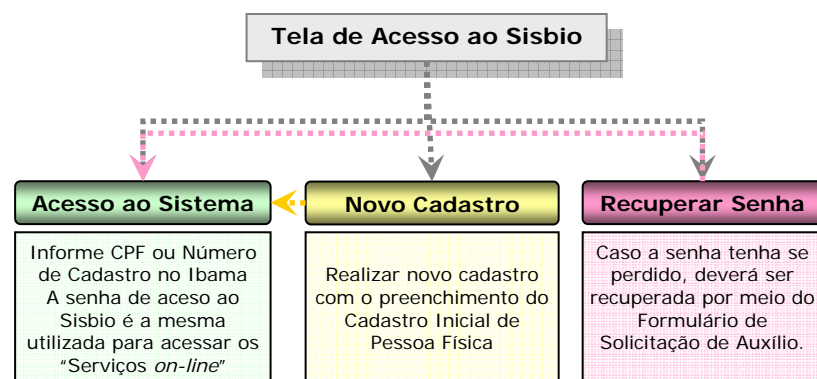 Tela de Acesso ao Sisbio
Acesso ao Sistema
Informe CPF ou Número
de Cadastro no Ibama
A senha de aceso ao
Sisbio é a mesma
utilizada para acessar os
“Serviços on-line”
Novo Cadastro
Realizar novo cadastro
com o preenchimento do
Cadastro Inicial de
Pessoa Física
Recuperar Senha
Caso a senha tenha se
perdido, deverá ser
recuperada por meio do
Formulário de
Solicitação de Auxílio.